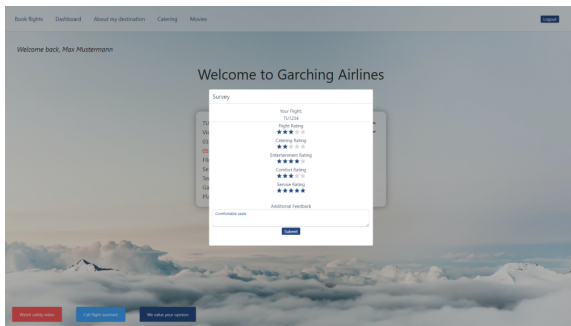 Book flights Dashboard About my destination Catering Movies Logout
Welcome back, Max Mustermann
Welcome to Garching Airlines
Survey
Your Flight:
TU1234
Flight Rating
Catering Rating
Entertainment Rating
Comfort Rating
Service Rating
Additional Feedback
Comfortable seats
Submit
Watch safety video Call flight assistant We value your opinion